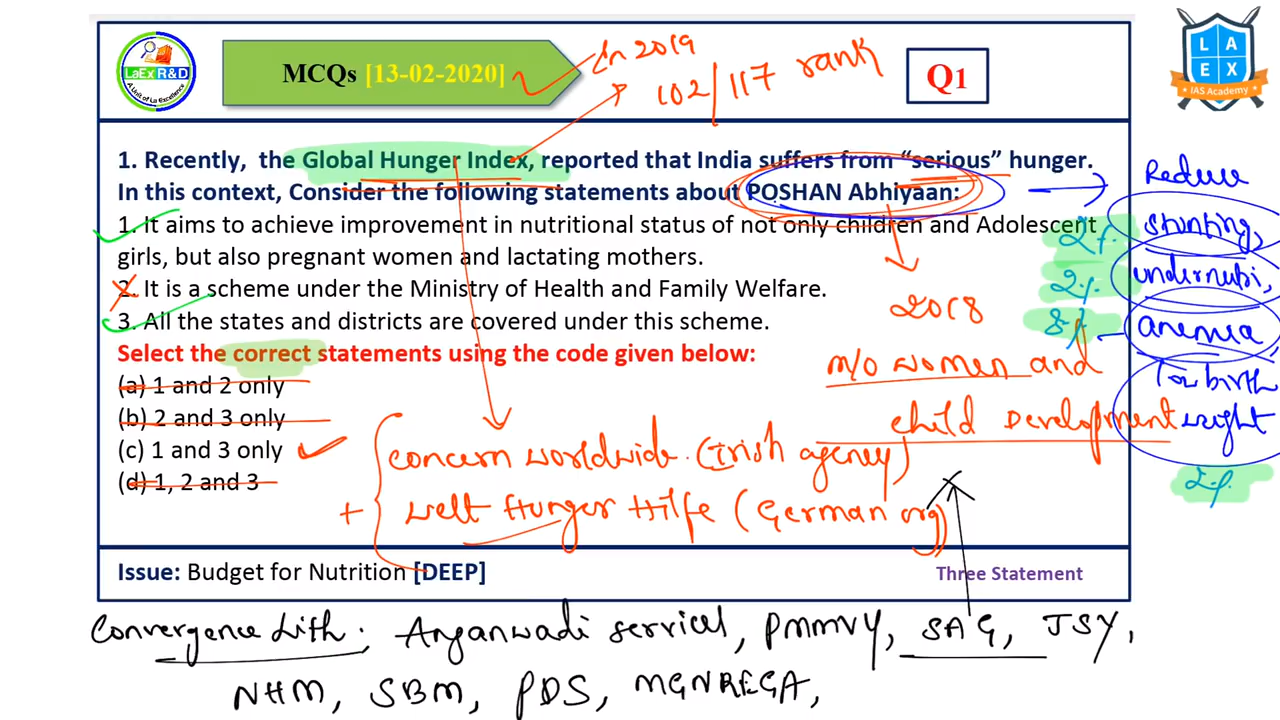 LaEx R&D
(A Unit of La Excellence)
MCQs [13-02-2020]
In 2019
102/117 rank
Q1
L A
E X
IAS Academy
1. Recently, the Global Hunger Index, reported that India suffers from “serious” hunger.
In this context, Consider the following statements about POSHAN Abhiyaan:
1. It aims to achieve improvement in nutritional status of not only children and Adolescent
girls, but also pregnant women and lactating mothers.
2. It is a scheme under the Ministry of Health and Family Welfare.
3. All the states and districts are covered under this scheme.
Select the correct statements using the code given below:
(a) 1 and 2 only
(b) 2 and 3 only
(c) 1 and 3 only
(d) 1, 2 and 3
Reduce
2% stunting,
2% undernutri,
3% anemia,
low birth
weight
2%
2018
m/o women and
child Development
concern worldwide. (Irish agency)
+ welt Hunger Hilfe (German org)
Issue: Budget for Nutrition [DEEP]
Three Statement
Convergence with: Anganwadi services, PMMVY, SAG, JSY,
NHM, SBM, PDS, MGNREGA,